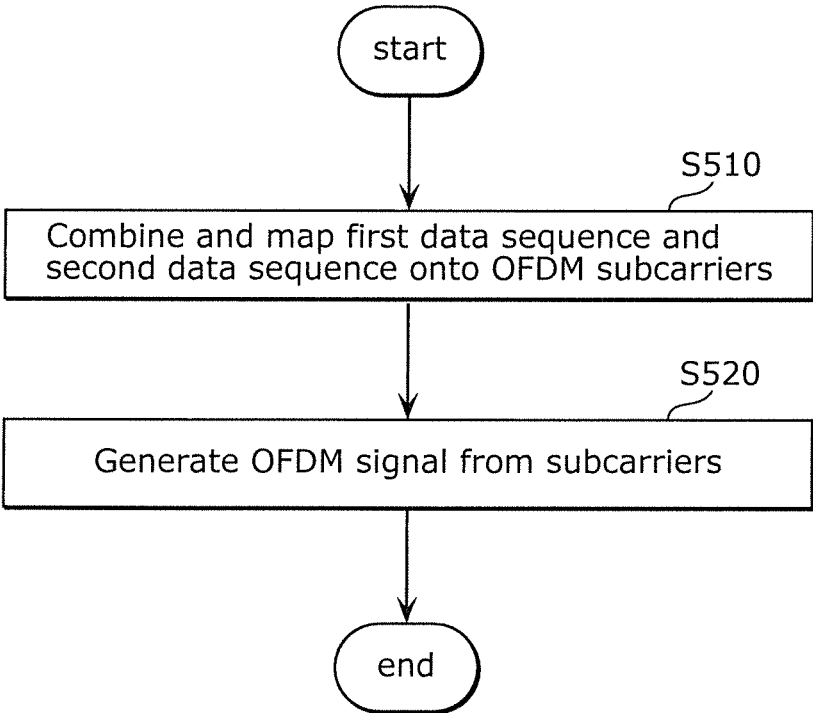 start
S510
Combine and map first data sequence and
second data sequence onto OFDM subcarriers
S520
Generate OFDM signal from subcarriers
end